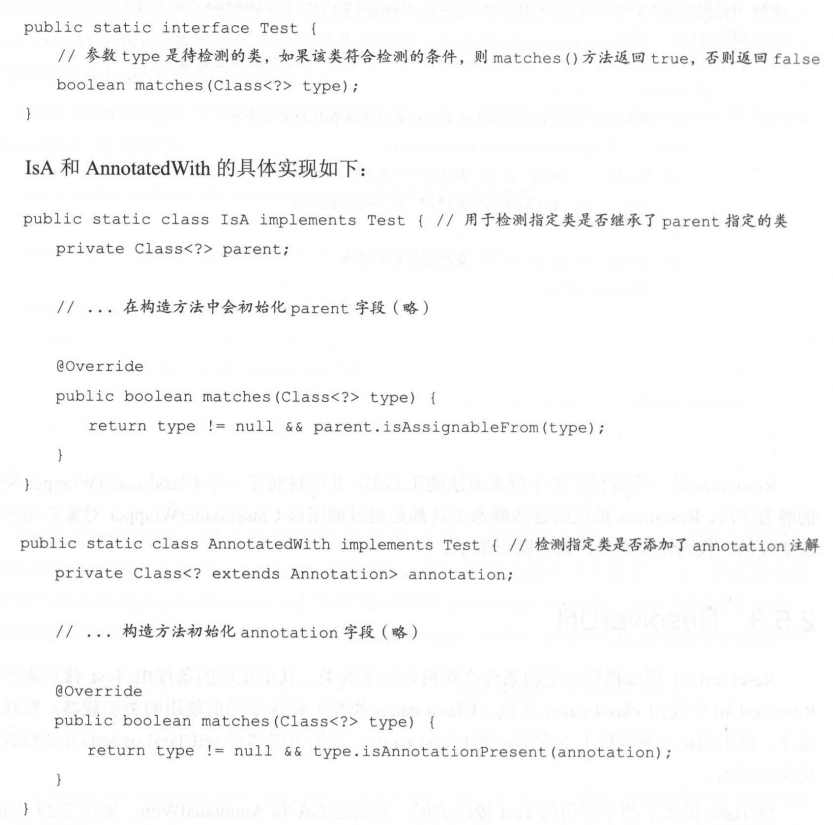 public static interface Test {
// 参数 type 是待检测的类，如果该类符合检测的条件，则 matches()方法返回 true，否则返回 false
boolean matches(Class<?> type);
}
IsA 和 AnnotatedWith 的具体实现如下：
public static class IsA implements Test { // 用于检测指定类是否继承了 parent 指定的类
private Class<?> parent;
// ... 在构造方法中会初始化 parent 字段（略）
@Override
public boolean matches(Class<?> type) {
return type != null && parent.isAssignableFrom(type);
}
}
public static class AnnotatedWith implements Test { // 检测指定类是否添加了 annotation 注解
private Class<? extends Annotation> annotation;
// ... 构造方法初始化 annotation 字段（略）
@Override
public boolean matches(Class<?> type) {
return type != null && type.isAnnotationPresent(annotation);
}
}